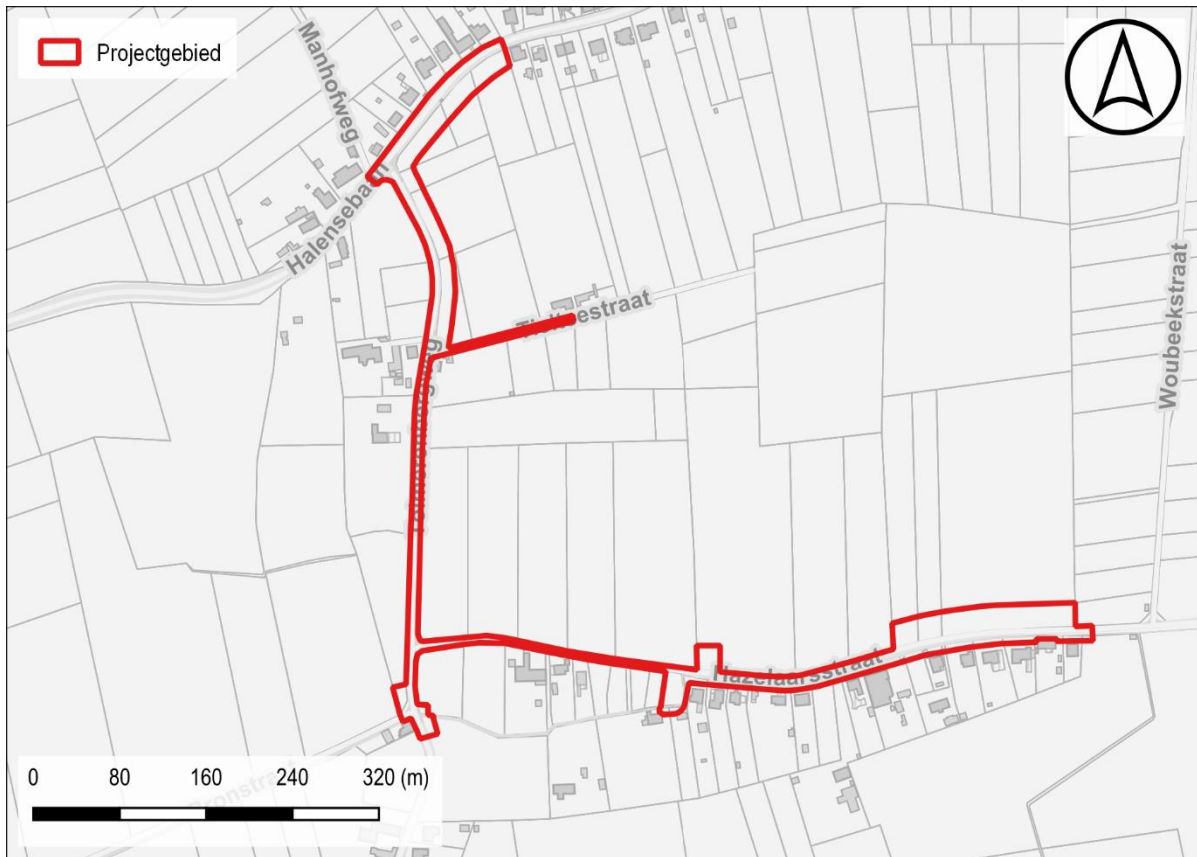 Projectgebied
Manhofweg
Halensebaan
Woubeekstraat
Hazelaarsstraat
0 80 160 240 320 (m)